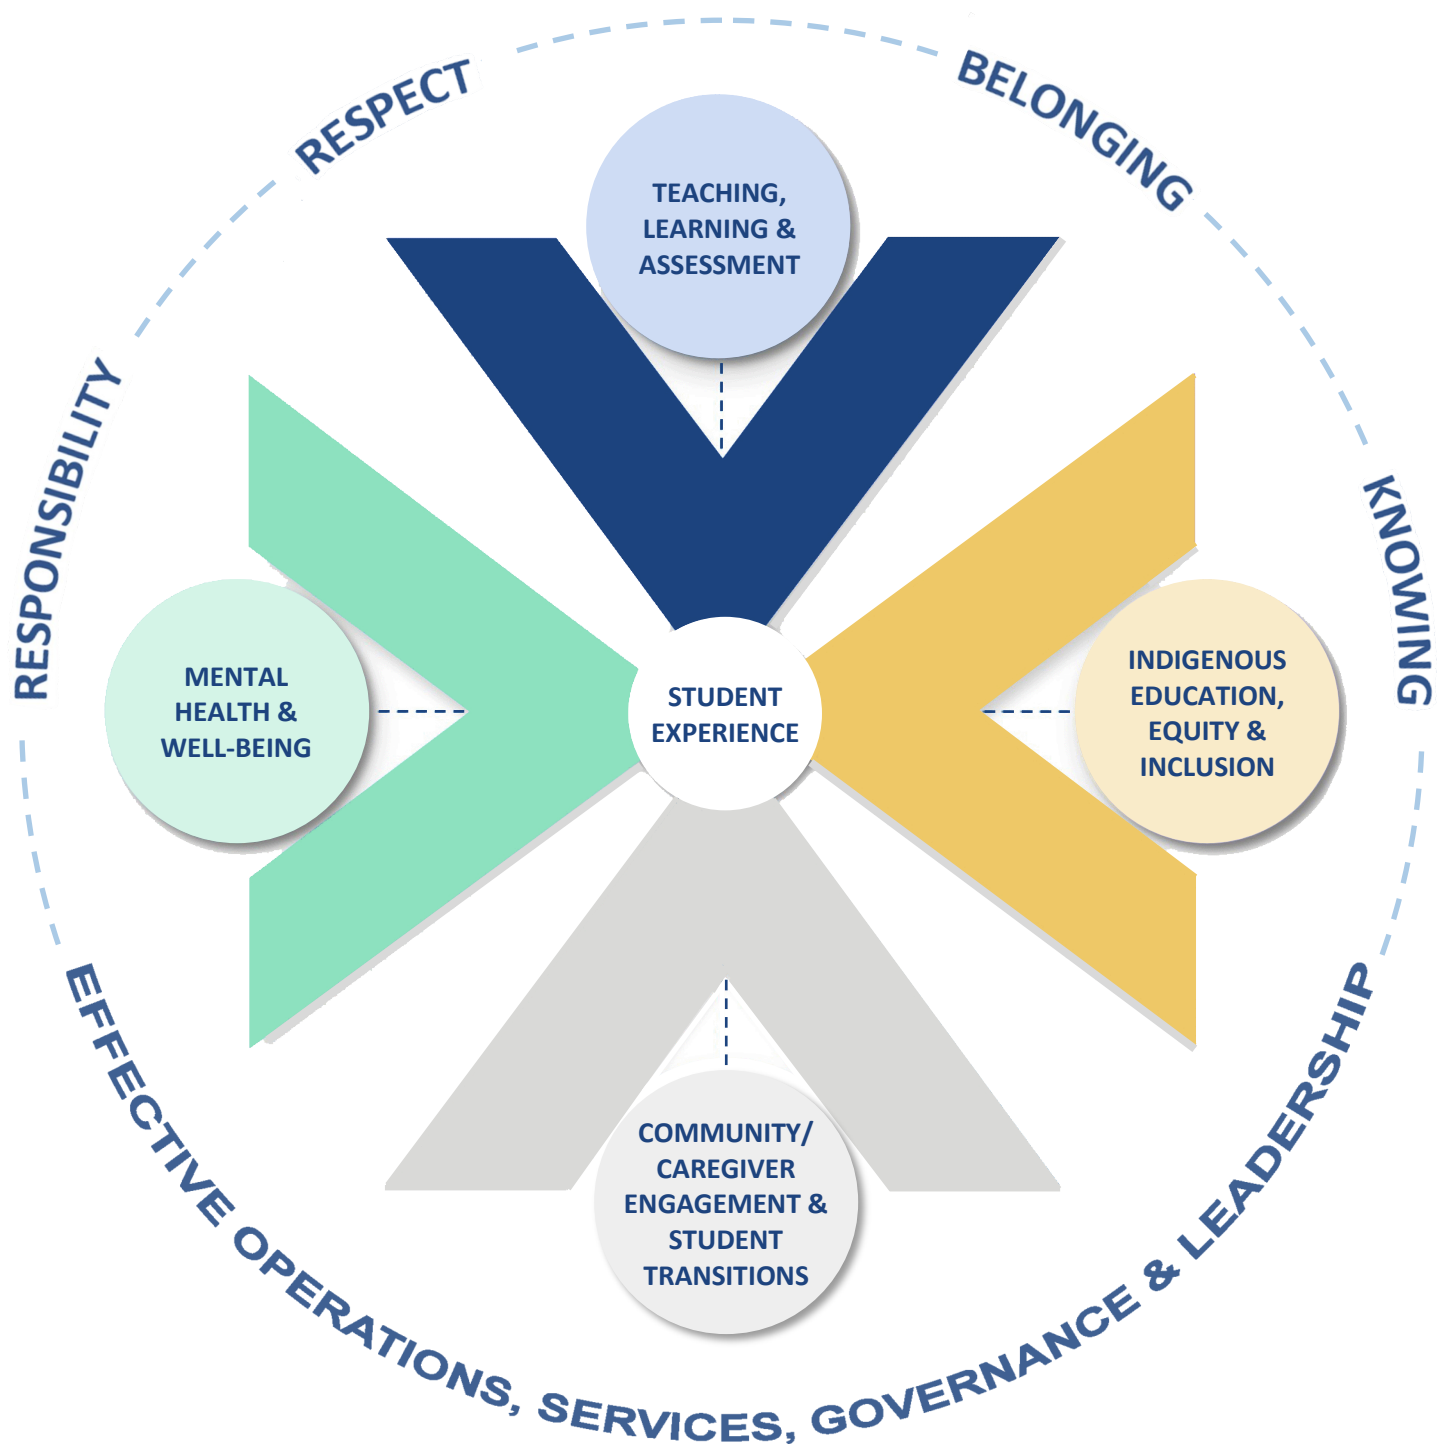 RESPECT
BELONGING
TEACHING,
LEARNING &
ASSESSMENT
RESPONSIBILITY
KNOWING
MENTAL
HEALTH &
WELL-BEING
STUDENT
EXPERIENCE
INDIGENOUS
EDUCATION,
EQUITY &
INCLUSION
COMMUNITY/
CAREGIVER
ENGAGEMENT &
STUDENT
TRANSITIONS
EFFECTIVE OPERATIONS, SERVICES, GOVERNANCE & LEADERSHIP